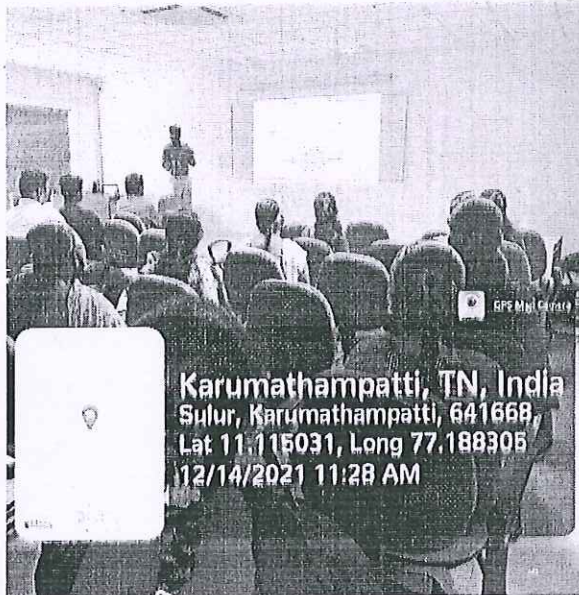 GPS Map Camera
Karumathampatti, TN, India
Sulur, Karumathampatti, 641668,
Lat 11.115031, Long 77.188305
12/14/2021 11:28 AM